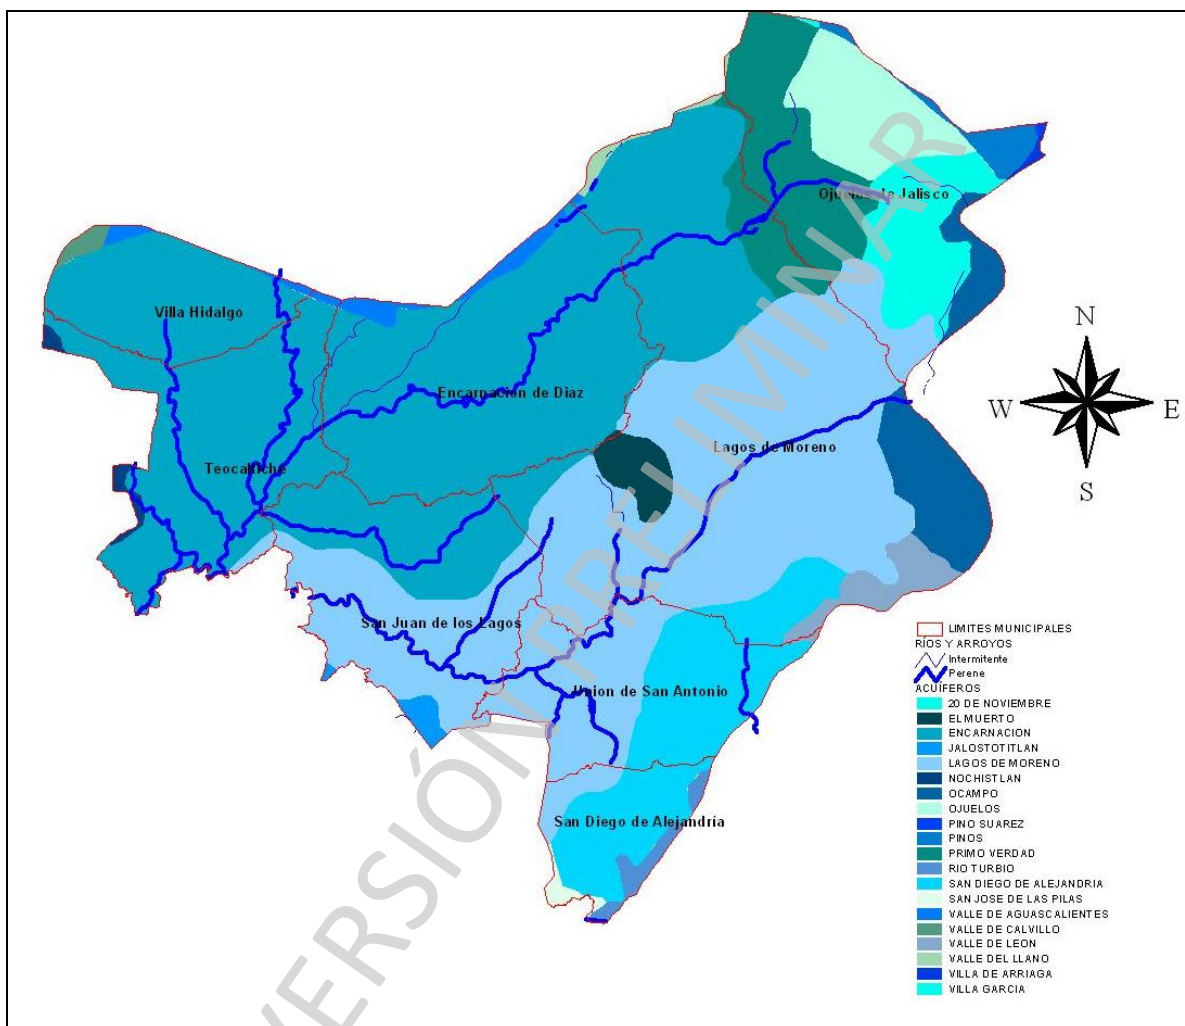 Ojuelos de Jalisco
Villa Hidalgo
N
Encarnación de Díaz
W
E
Lagos de Moreno
Teocaltiche
S
San Juan de los Lagos
LIMITES MUNICIPALES
RÍOS Y ARROYOS
Intermitente
Perene
ACUÍFEROS
Union de San Antonio
20 DE NOVIEMBRE
EL MUERTO
ENCARNACION
JALOSTOTITLAN
LAGOS DE MORENO
NOCHISTLAN
OCAMPO
OJUELOS
San Diego de Alejandría
PINO SUAREZ
PINOS
PRIMO VERDAD
RIO TURBIO
SAN DIEGO DE ALEJANDRIA
SAN JOSE DE LAS PILAS
VALLE DE AGUASCALIENTES
VALLE DE CALVILLO
VALLE DE LEON
VALLE DEL LLANO
VILLA DE ARRIAGA
VILLA GARCIA
VERSIÓN PRELIMINAR